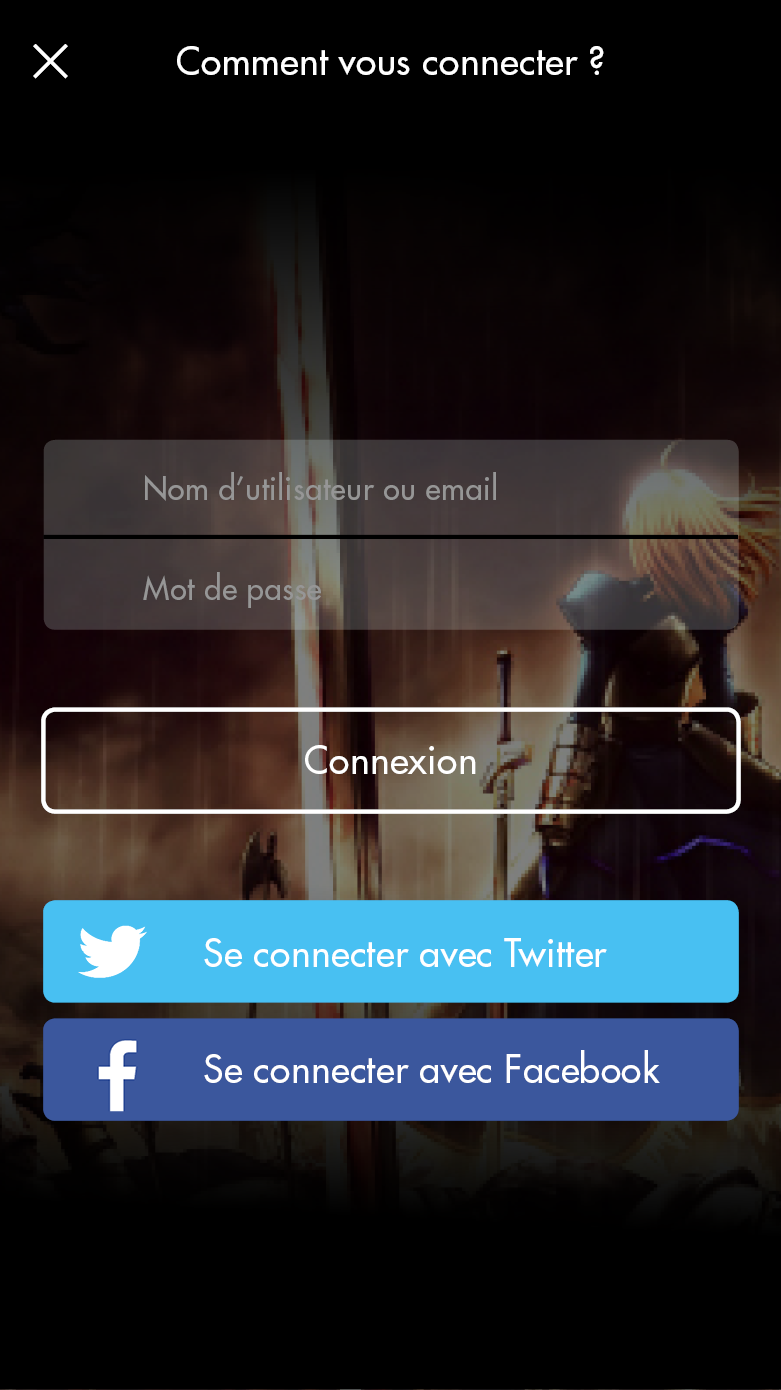 Comment vous connecter ?
Nom d’utilisateur ou email
Mot de passe
Connexion
Se connecter avec Twitter
Se connecter avec Facebook